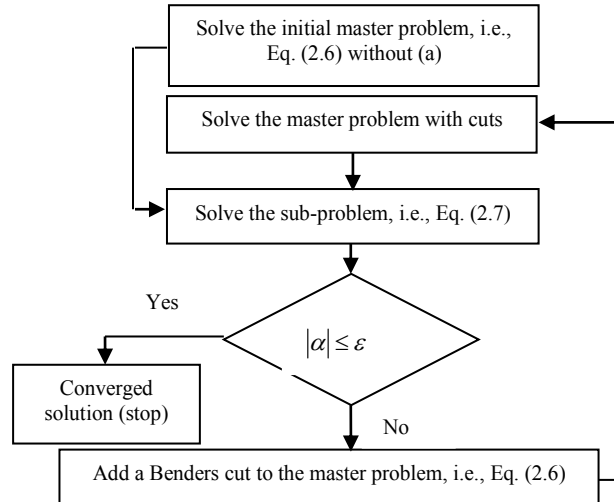 Solve the initial master problem, i.e.,
Eq. (2.6) without (a)
Solve the master problem with cuts
Solve the sub-problem, i.e., Eq. (2.7)
Yes
|α| ≤ ε
Converged
solution (stop)
No
Add a Benders cut to the master problem, i.e., Eq. (2.6)